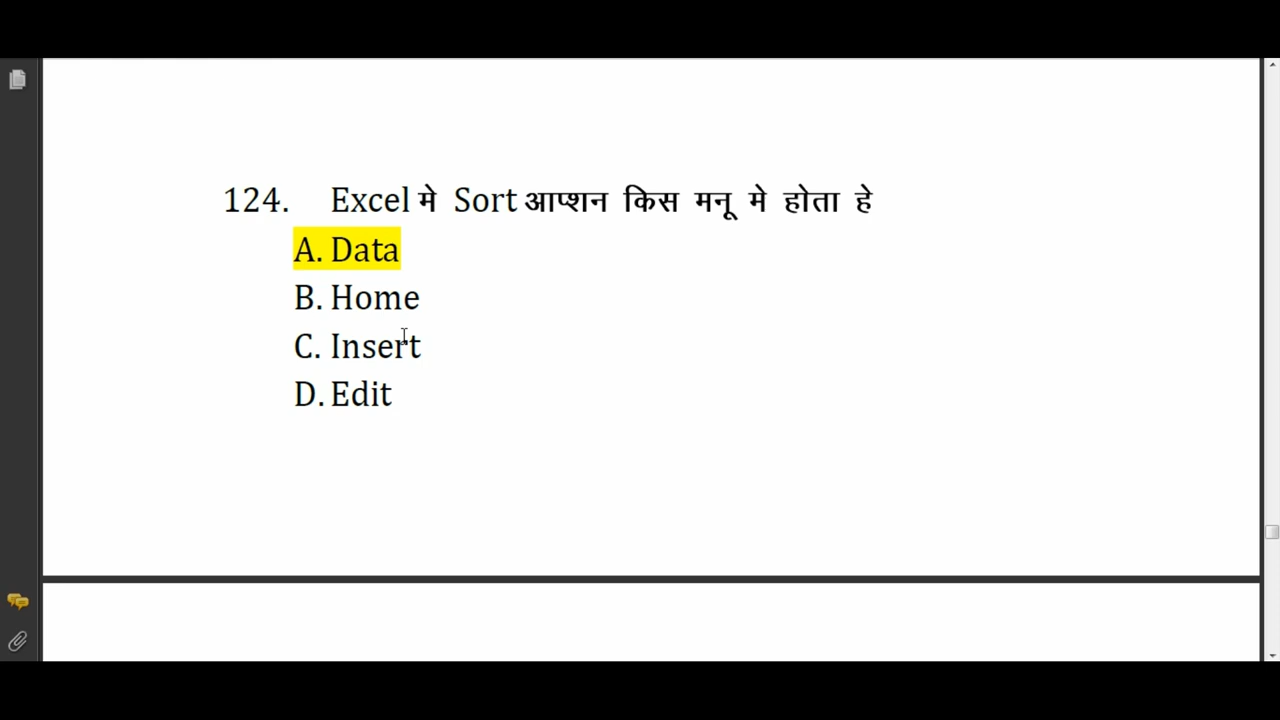 124. Excel मे Sort आप्शन किस मनू मे होता हे
A. Data
B. Home
C. Insert
D. Edit